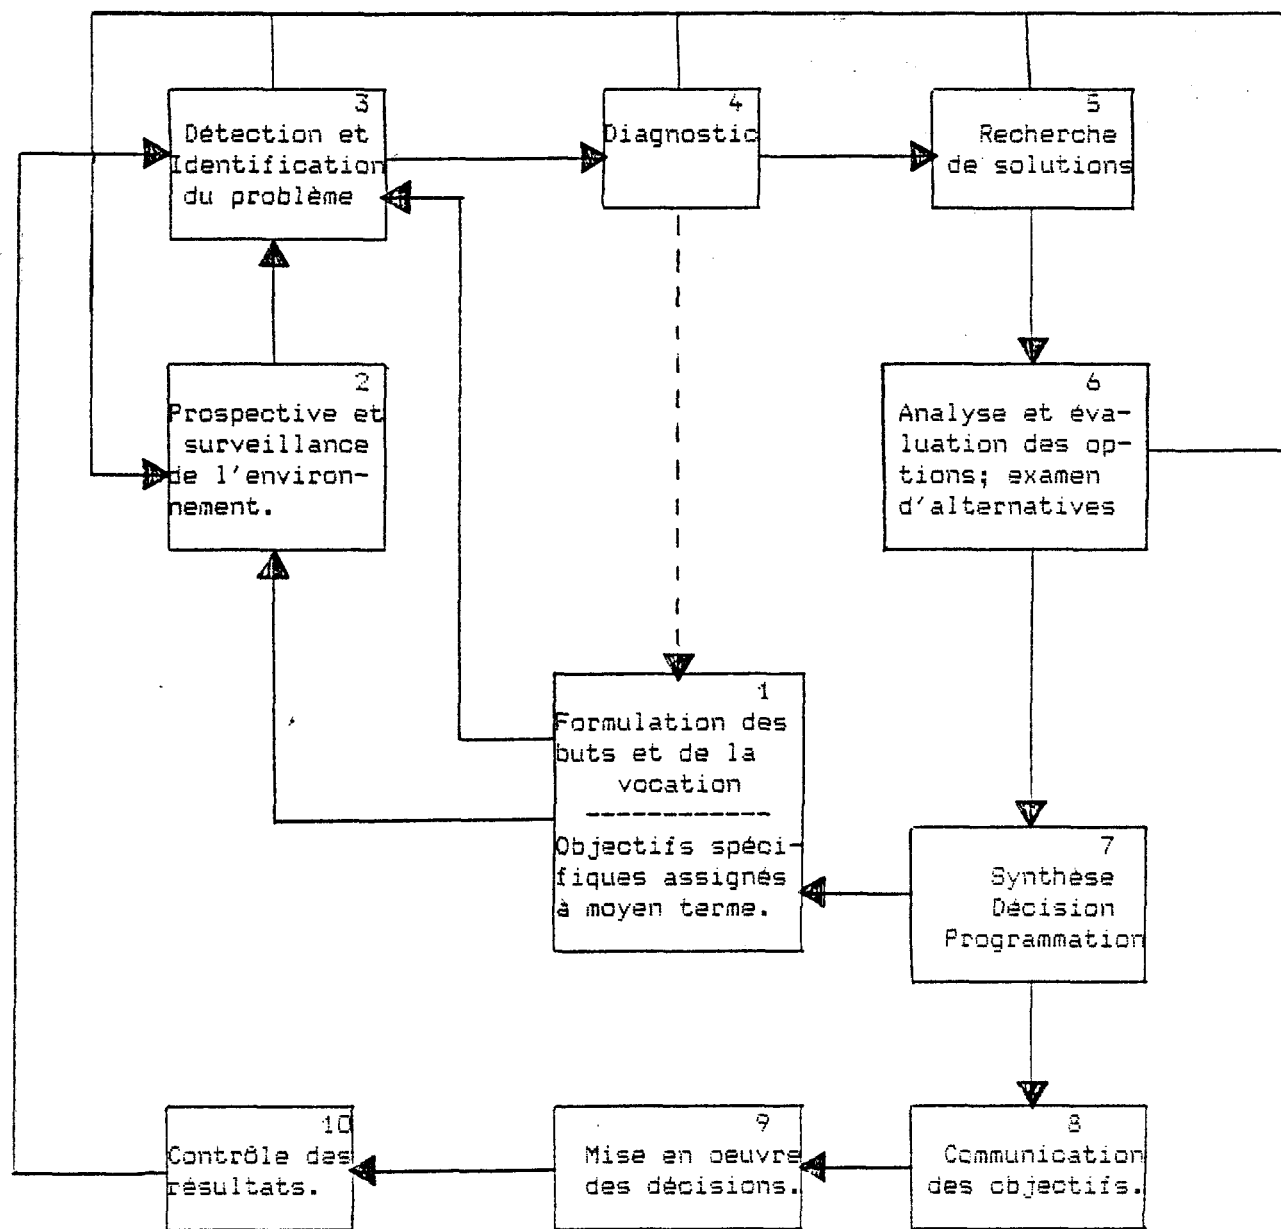 3
Détection et
Identification
du problème
4
Diagnostic
5
Recherche
de solutions
2
Prospective et
surveillance
de l'environ-
nement.
6
Analyse et éva-
luation des op-
tions; examen
d'alternatives
1
Formulation des
buts et de la
vocation
------------
Objectifs spéci-
fiques assignés
à moyen terme.
7
Synthèse
Décision
Programmation
10
Contrôle des
résultats.
9
Mise en oeuvre
des décisions.
8
Communication
des objectifs.